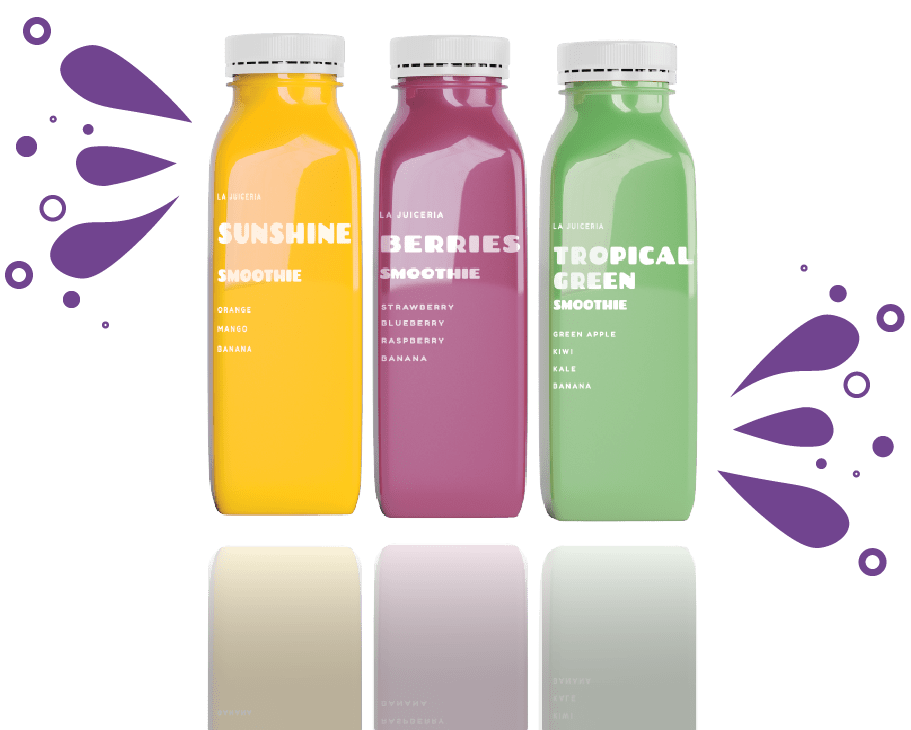 LA JUICERIA
SUNSHINE
SMOOTHIE
ORANGE
MANGO
BANANA
LA JUICERIA
BERRIES
SMOOTHIE
STRAWBERRY
BLUEBERRY
RASPBERRY
BANANA
LA JUICERIA
TROPICAL
GREEN
SMOOTHIE
GREEN APPLE
KIWI
KALE
BANANA